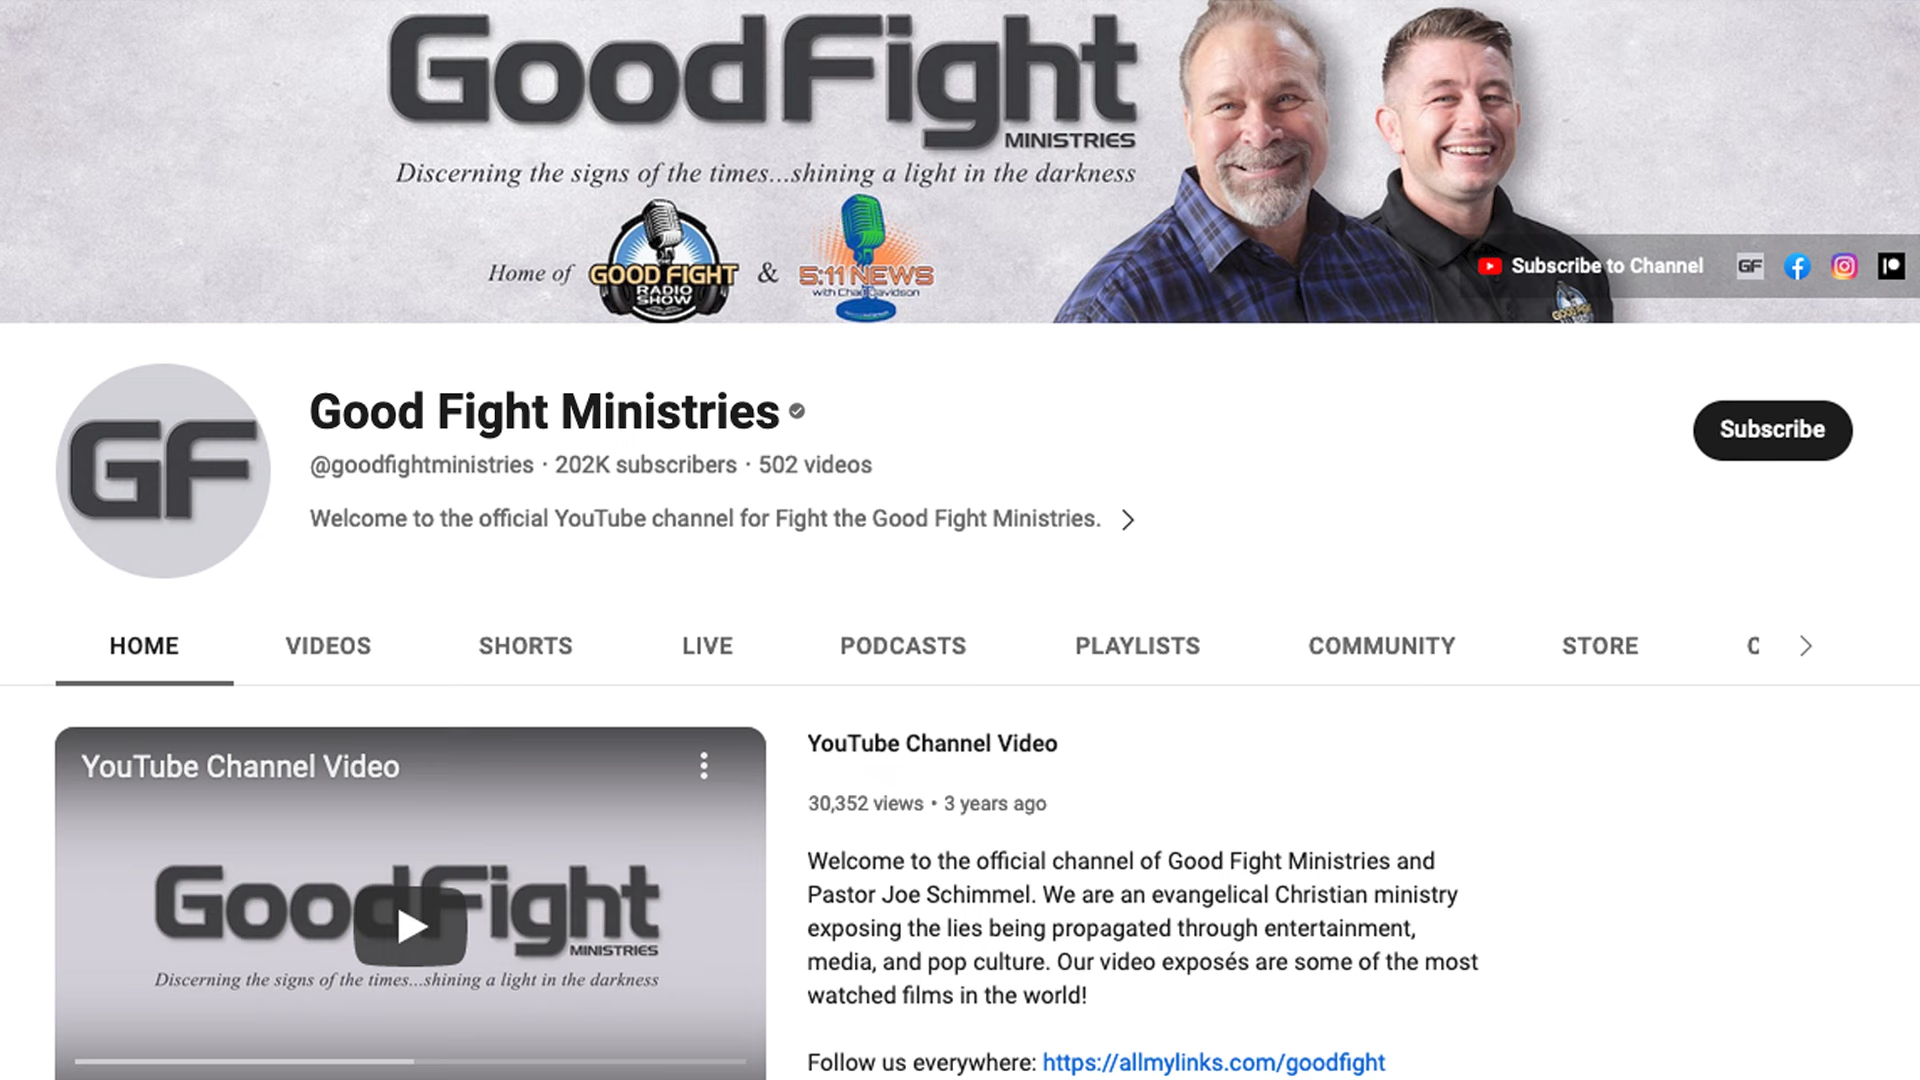 GoodFight
MINISTRIES
Discerning the signs of the times...shining a light in the darkness
Home of
GOOD FIGHT
RADIO
SHOW
&
5:11 NEWS
with Chad Davidson
Subscribe to Channel
GF
GF
Good Fight Ministries
@goodfightministries · 202K subscribers · 502 videos
Welcome to the official YouTube channel for Fight the Good Fight Ministries.
Subscribe
HOME VIDEOS SHORTS LIVE PODCASTS PLAYLISTS COMMUNITY STORE C
YouTube Channel Video
GoodFight
MINISTRIES
Discerning the signs of the times...shining a light in the darkness
YouTube Channel Video
30,352 views • 3 years ago
Welcome to the official channel of Good Fight Ministries and
Pastor Joe Schimmel. We are an evangelical Christian ministry
exposing the lies being propagated through entertainment,
media, and pop culture. Our video exposés are some of the most
watched films in the world!
Follow us everywhere: https://allmylinks.com/goodfight